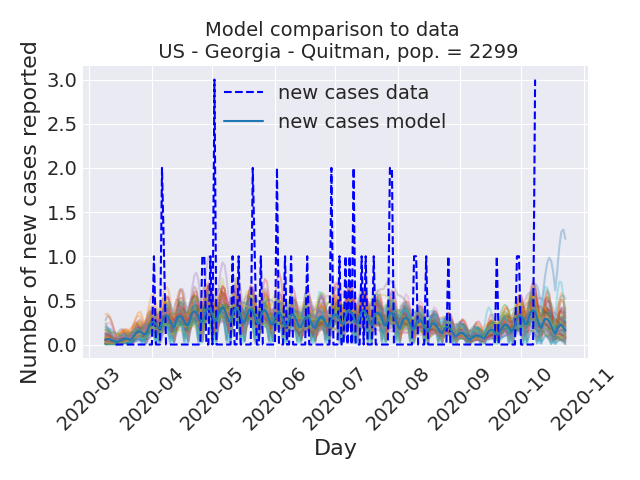 Model comparison to data
US - Georgia - Quitman, pop. = 2299
Number of new cases reported
3.0
2.5
2.0
1.5
1.0
0.5
0.0
new cases data
new cases model
2020-03
2020-04
2020-05
2020-06
2020-07
2020-08
2020-09
2020-10
2020-11
Day